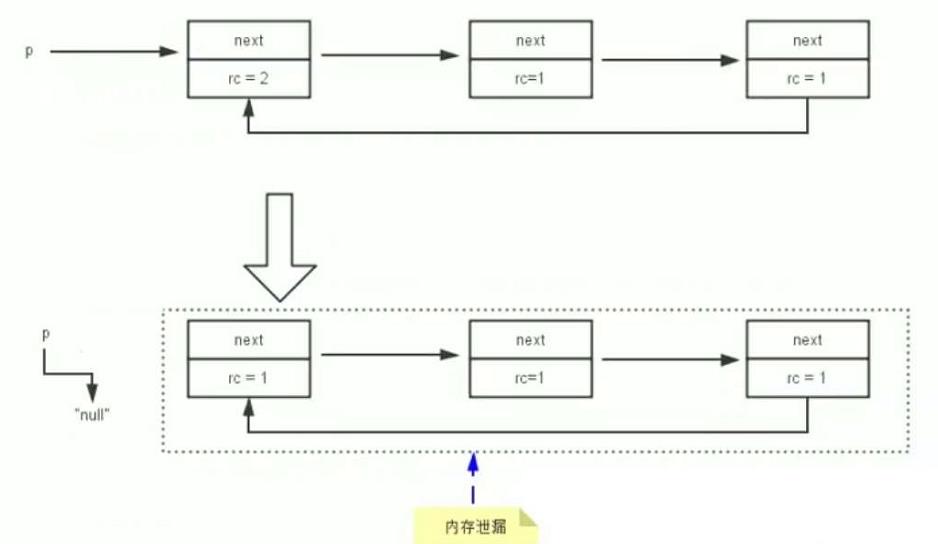 p
next
next
next
rc = 2
rc=1
rc = 1
p
next
next
next
rc = 1
rc=1
rc = 1
"null"
内存泄漏